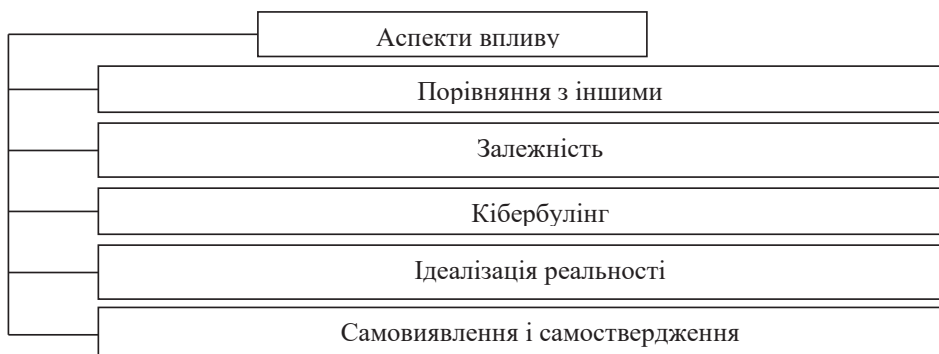 Аспекти впливу
Порівняння з іншими
Залежність
Кібербулінг
Ідеалізація реальності
Самовиявлення і самоствердження